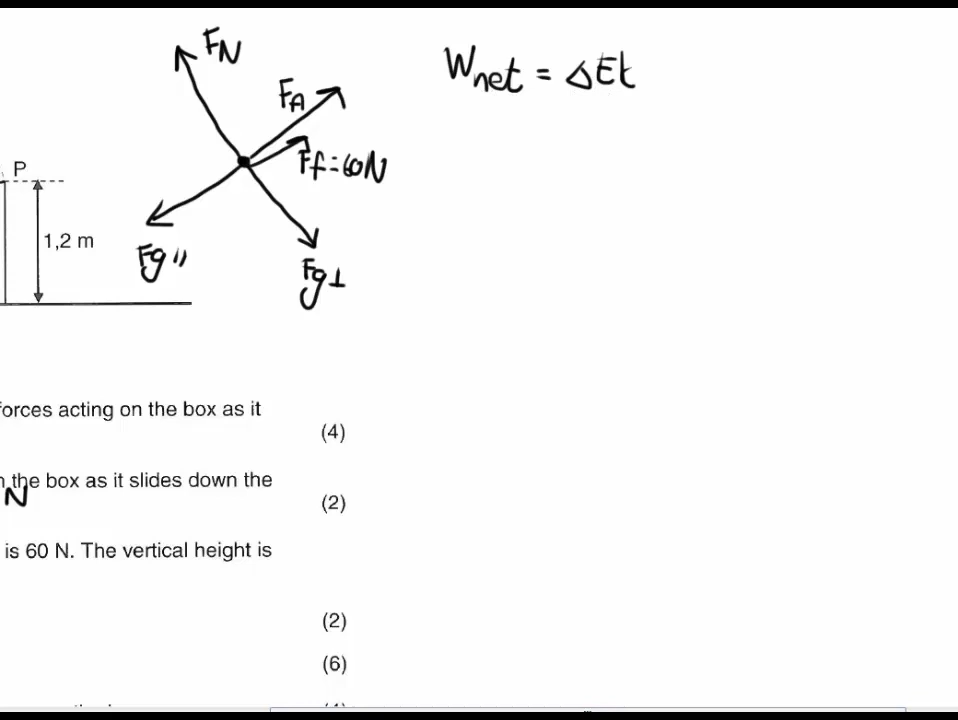 FN
Wnet = ΔEk
FA
Ff = 60N
P
1,2 m
Fg//
Fg⊥
forces acting on the box as it
(4)
the box as it slides down the
N
(2)
is 60 N. The vertical height is
(2)
(6)